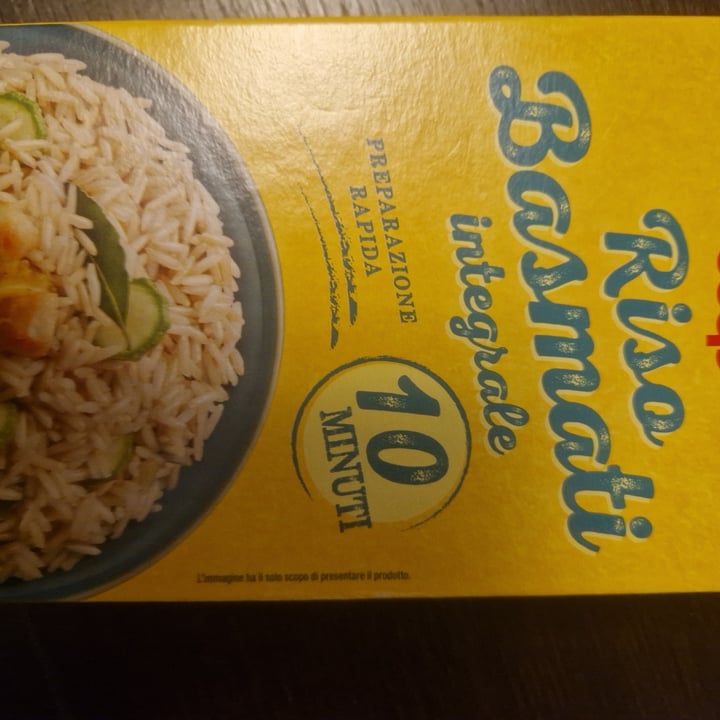 Riso
Basmati
integrale
PREPARAZIONE
RAPIDA
10
MINUTI
L'immagine ha il solo scopo di presentare il prodotto.